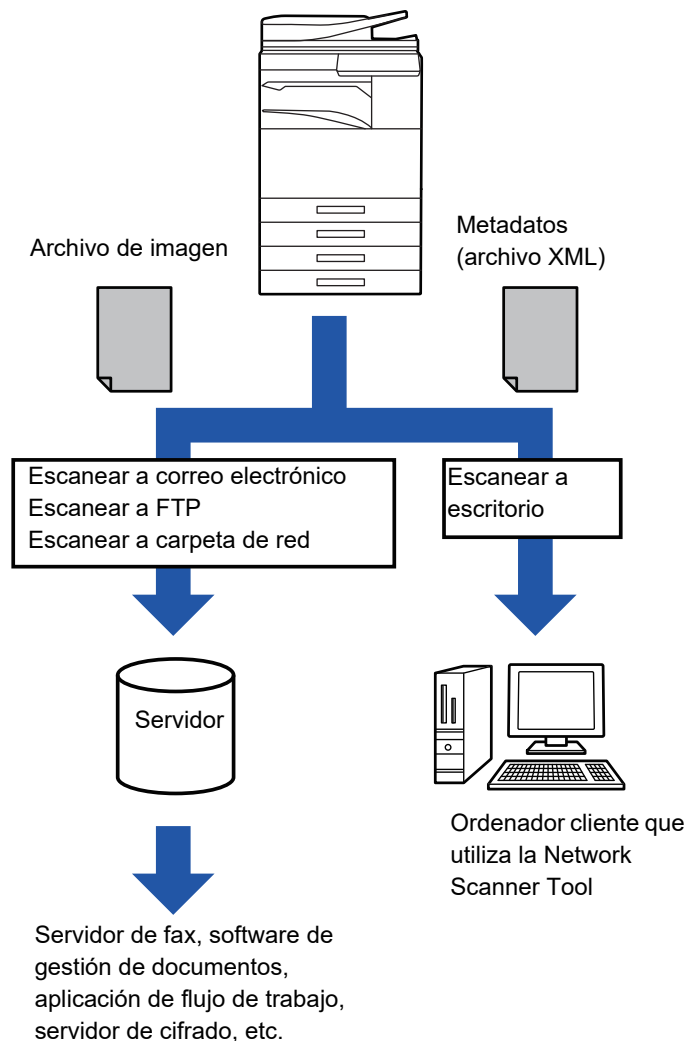 Archivo de imagen
Metadatos
(archivo XML)
Escanear a correo electrónico
Escanear a FTP
Escanear a carpeta de red
Escanear a
escritorio
Servidor
Ordenador cliente que
utiliza la Network
Scanner Tool
Servidor de fax, software de
gestión de documentos,
aplicación de flujo de trabajo,
servidor de cifrado, etc.